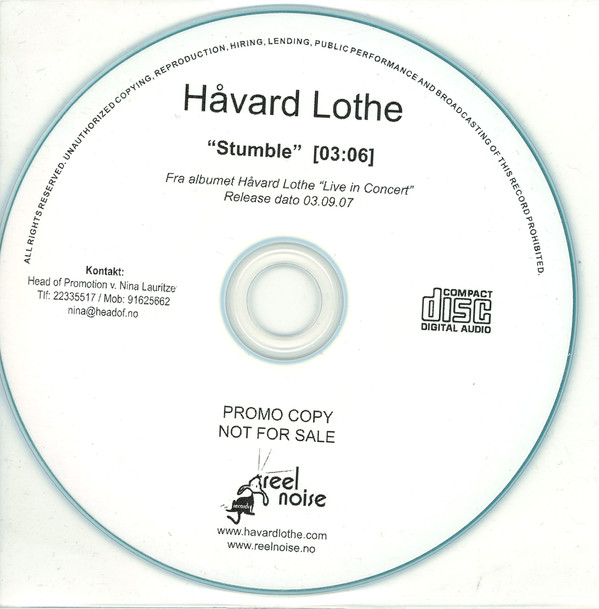 ALL RIGHTS RESERVED. UNAUTHORIZED COPYING, REPRODUCTION, HIRING, LENDING, PUBLIC PERFORMANCE AND BROADCASTING OF THIS RECORD PROHIBITED.
Håvard Lothe
“Stumble” [03:06]
Fra albumet Håvard Lothe “Live in Concert”
Release dato 03.09.07
Kontakt:
Head of Promotion v. Nina Lauritze
Tlf: 22335517 / Mob: 91625662
nina@headof.no
COMPACT
disc
DIGITAL AUDIO
PROMO COPY
NOT FOR SALE
reel
noise
records
www.havardlothe.com
www.reelnoise.no